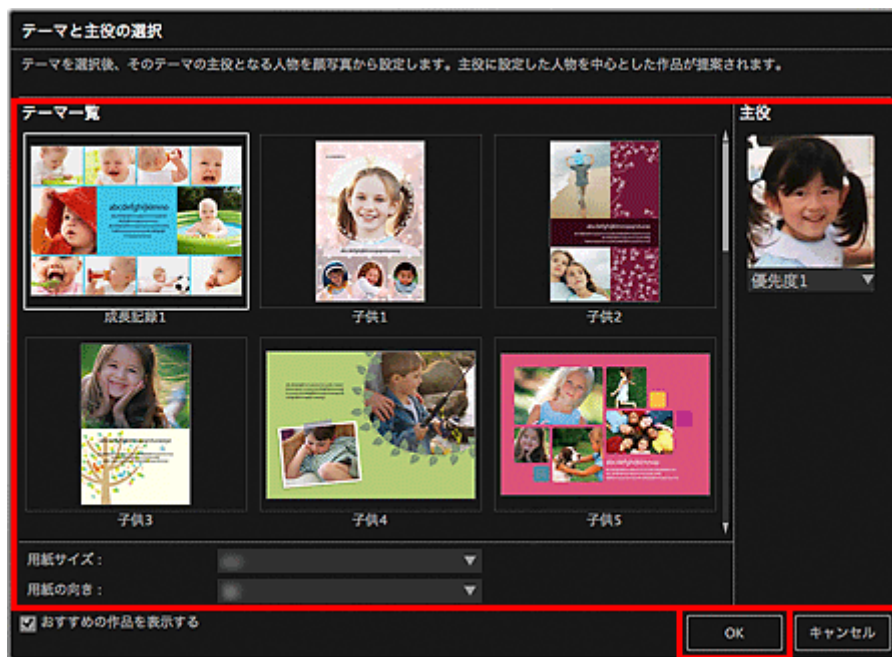 テーマと主役の選択
テーマを選択後、そのテーマの主役となる人物を顔写真から設定します。主役に設定した人物を中心とした作品が提案されます。
テーマ一覧
主役
優先度1
成長記録1
子供1
子供2
子供3
子供4
子供5
用紙サイズ：
用紙の向き：
おすすめの作品を表示する
OK
キャンセル